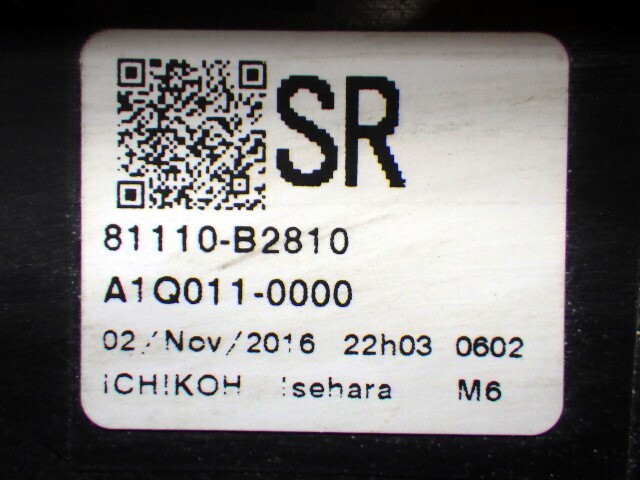 SR
81110-B2810
A1Q011-0000
02/Nov/2016 22h03 0602
ICHIKOH Isehara M6